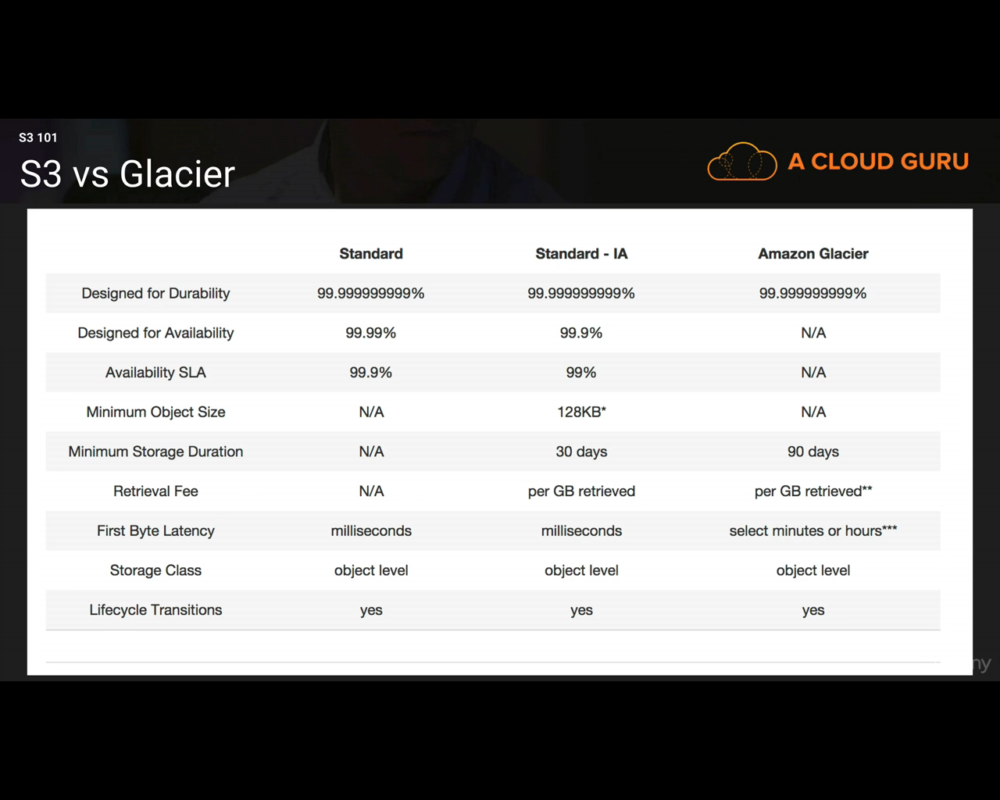 S3 101
S3 vs Glacier
A CLOUD GURU
Standard Standard - IA Amazon Glacier
Designed for Durability 99.999999999% 99.999999999% 99.999999999%
Designed for Availability 99.99% 99.9% N/A
Availability SLA 99.9% 99% N/A
Minimum Object Size N/A 128KB* N/A
Minimum Storage Duration N/A 30 days 90 days
Retrieval Fee N/A per GB retrieved per GB retrieved**
First Byte Latency milliseconds milliseconds select minutes or hours***
Storage Class object level object level object level
Lifecycle Transitions yes yes yes